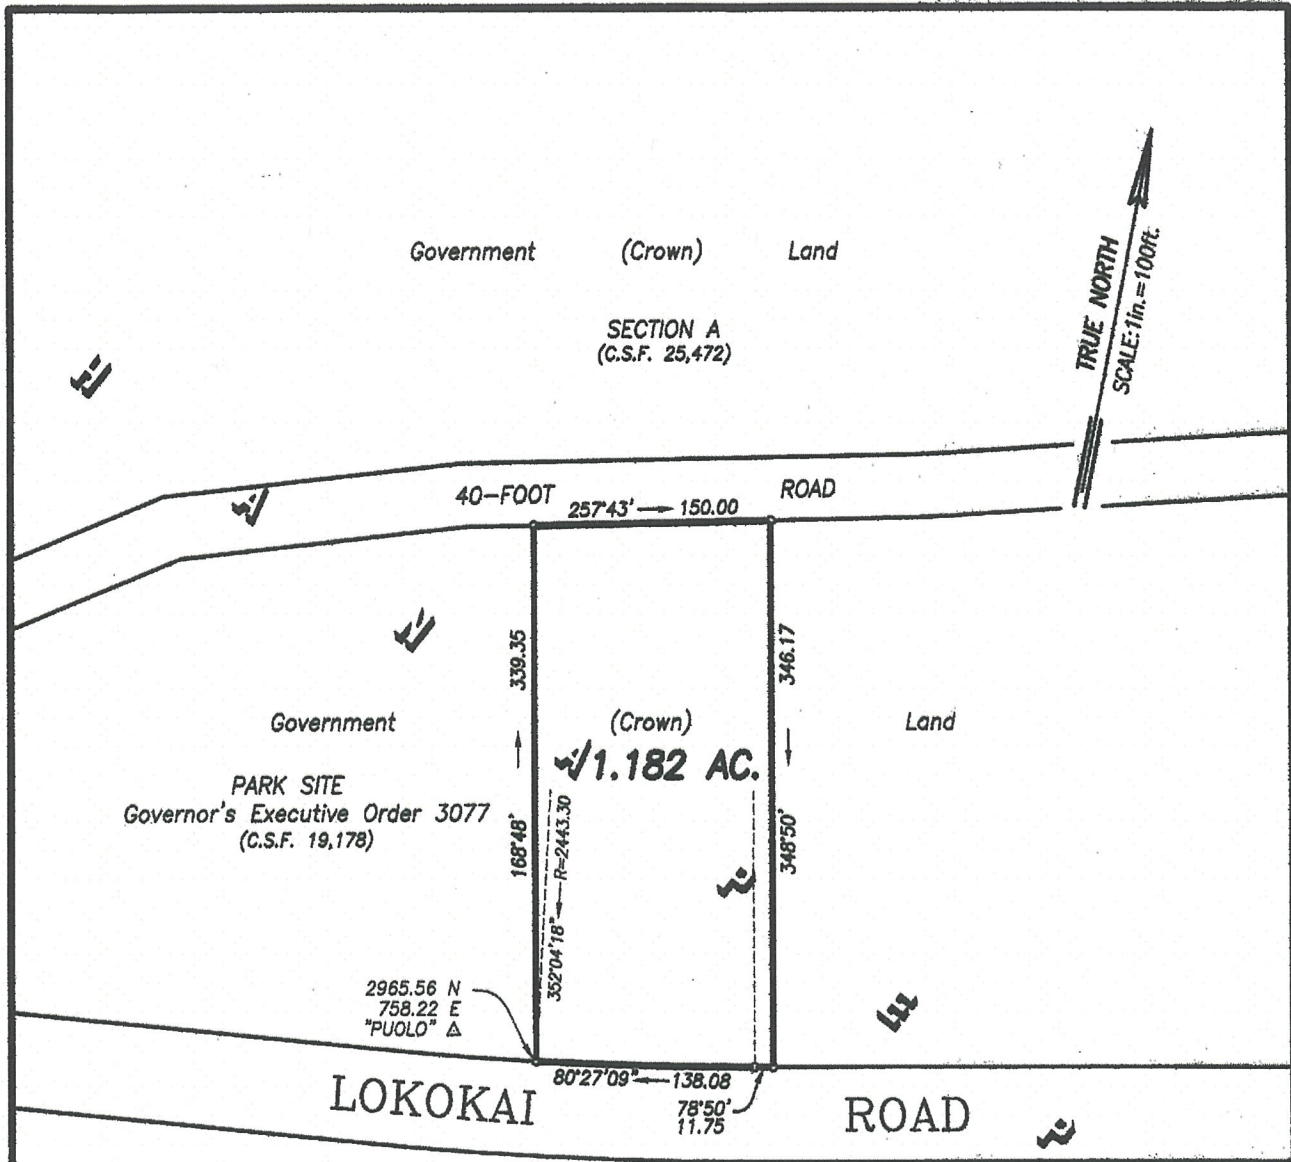 Government (Crown) Land
SECTION A
(C.S.F. 25,472)
TRUE NORTH
SCALE:1in.=100ft.
40-FOOT ROAD
257°43' 150.00
339.35
168°48'
346.17
348°50'
Government (Crown) Land
1.182 AC.
PARK SITE
Governor's Executive Order 3077
(C.S.F. 19,178)
352°04'18" R=2443.30
2965.56 N
758.22 E
"PUOLO" △
80°27'09" 138.08
78°50'
11.75
LOKOKAI ROAD